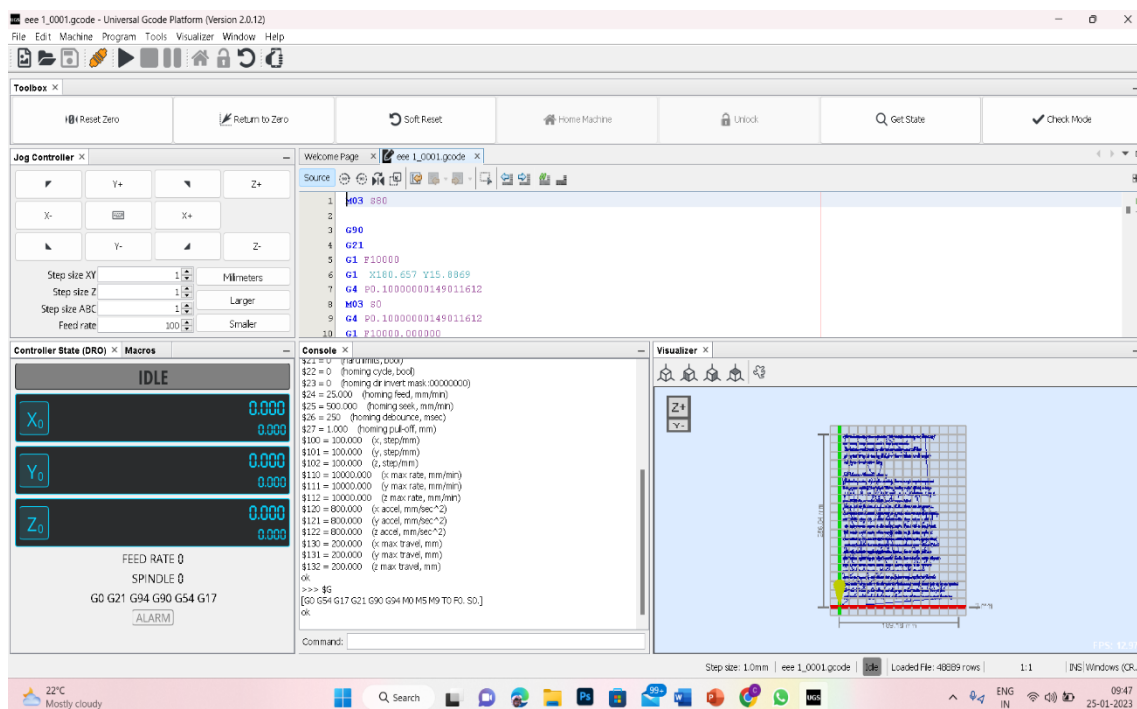 eee 1_0001.gcode - Universal Gcode Platform (Version 2.0.12)
File Edit Machine Program Tools Visualizer Window Help
Toolbox ×
Reset Zero
Return to Zero
Soft Reset
Home Machine
Unlock
Get State
Check Mode
Jog Controller ×
Y+
Z+
X-
X+
Y-
Z-
Step size XY 1 Millimeters
Step size Z 1
Larger
Step size ABC 1
Feed rate 100 Smaller
Welcome Page × eee 1_0001.gcode ×
Source
1 M03 S80
2
3 G90
4 G21
5 G1 F10000
6 G1 X180.657 Y15.8869
7 G4 P0.10000000149011612
8 M03 S0
9 G4 P0.10000000149011612
10 G1 F10000.000000
Controller State (DRO) × Macros
IDLE
X0 0.000
0.000
Y0 0.000
0.000
Z0 0.000
0.000
FEED RATE 0
SPINDLE 0
G0 G21 G94 G90 G54 G17
ALARM
Console ×
$21 = 0 (hard limits, bool)
$22 = 0 (homing cycle, bool)
$23 = 0 (homing dir invert mask:00000000)
$24 = 25.000 (homing feed, mm/min)
$25 = 500.000 (homing seek, mm/min)
$26 = 250 (homing debounce, msec)
$27 = 1.000 (homing pull-off, mm)
$100 = 100.000 (x, step/mm)
$101 = 100.000 (y, step/mm)
$102 = 100.000 (z, step/mm)
$110 = 10000.000 (x max rate, mm/min)
$111 = 10000.000 (y max rate, mm/min)
$112 = 10000.000 (z max rate, mm/min)
$120 = 800.000 (x accel, mm/sec^2)
$121 = 800.000 (y accel, mm/sec^2)
$122 = 800.000 (z accel, mm/sec^2)
$130 = 200.000 (x max travel, mm)
$131 = 200.000 (y max travel, mm)
$132 = 200.000 (z max travel, mm)
ok
>>> $G
[G0 G54 G17 G21 G90 G94 M0 M5 M9 T0 F0. S0.]
ok
Command:
Visualizer ×
Z+
Y-
Step size: 1.0mm eee 1_0001.gcode Idle Loaded File: 48889 rows 1:1 INS Windows (CR..
22°C
Mostly cloudy
Search
99+
UGS
ENG
IN
09:47
25-01-2023